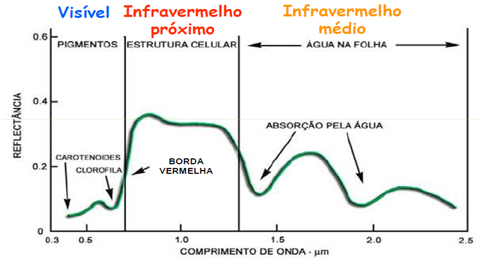 Visível
Infravermelho
próximo
Infravermelho
médio
PIGMENTOS
ESTRUTURA CELULAR
ÁGUA NA FOLHA
0.6
0.4
0.2
0
REFLECTÂNCIA
CAROTENOIDES
CLOROFILA
BORDA
VERMELHA
ABSORÇÃO PELA ÁGUA
0.3
0.5
1.0
1.5
2.0
2.5
COMPRIMENTO DE ONDA - µm